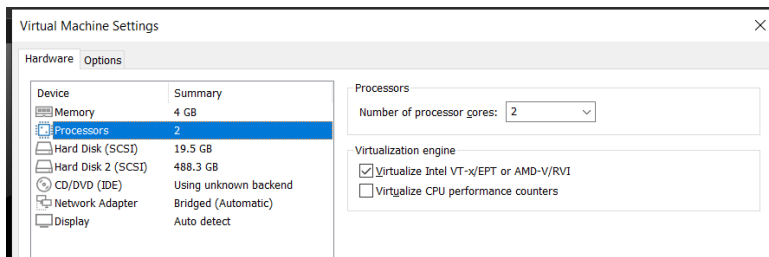 Virtual Machine Settings
Hardware Options
Device Summary
Memory 4 GB
Processors 2
Hard Disk (SCSI) 19.5 GB
Hard Disk 2 (SCSI) 488.3 GB
CD/DVD (IDE) Using unknown backend
Network Adapter Bridged (Automatic)
Display Auto detect
Processors
Number of processor cores: 2
Virtualization engine
Virtualize Intel VT-x/EPT or AMD-V/RVI
Virtualize CPU performance counters